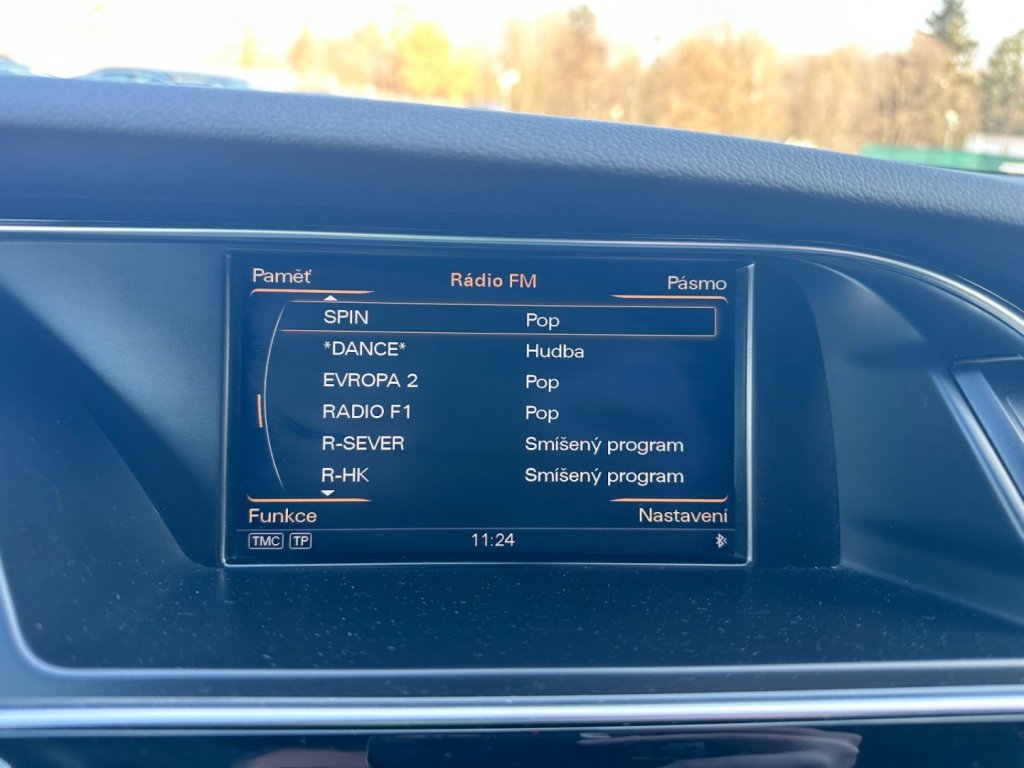 Paměť Rádio FM Pásmo
SPIN Pop
*DANCE* Hudba
EVROPA 2 Pop
RADIO F1 Pop
R-SEVER Smíšený program
R-HK Smíšený program
Funkce Nastavení
TMC TP 11:24